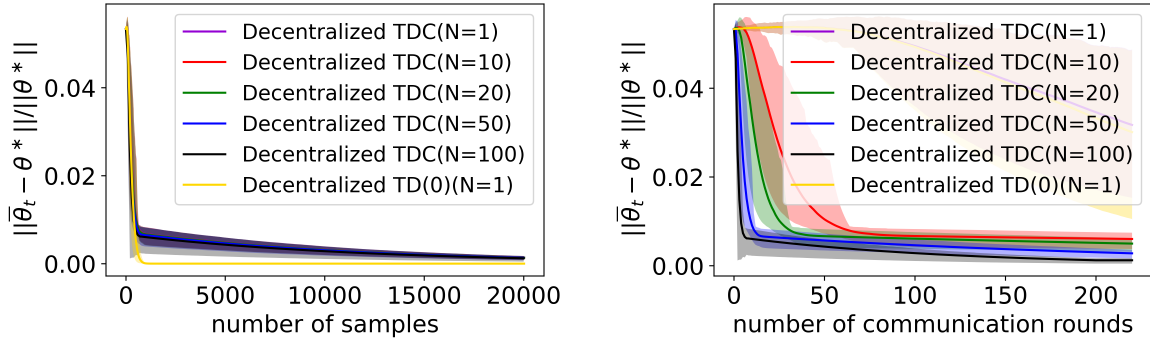 ||θ̅_t − θ*||/||θ*||
0.04
0.02
0.00
Decentralized TDC(N=1)
Decentralized TDC(N=10)
Decentralized TDC(N=20)
Decentralized TDC(N=50)
Decentralized TDC(N=100)
Decentralized TD(0)(N=1)
0 5000 10000 15000 20000
number of samples
||θ̅_t − θ*||/||θ*||
0.04
0.02
0.00
Decentralized TDC(N=1)
Decentralized TDC(N=10)
Decentralized TDC(N=20)
Decentralized TDC(N=50)
Decentralized TDC(N=100)
Decentralized TD(0)(N=1)
0 50 100 150 200
number of communication rounds